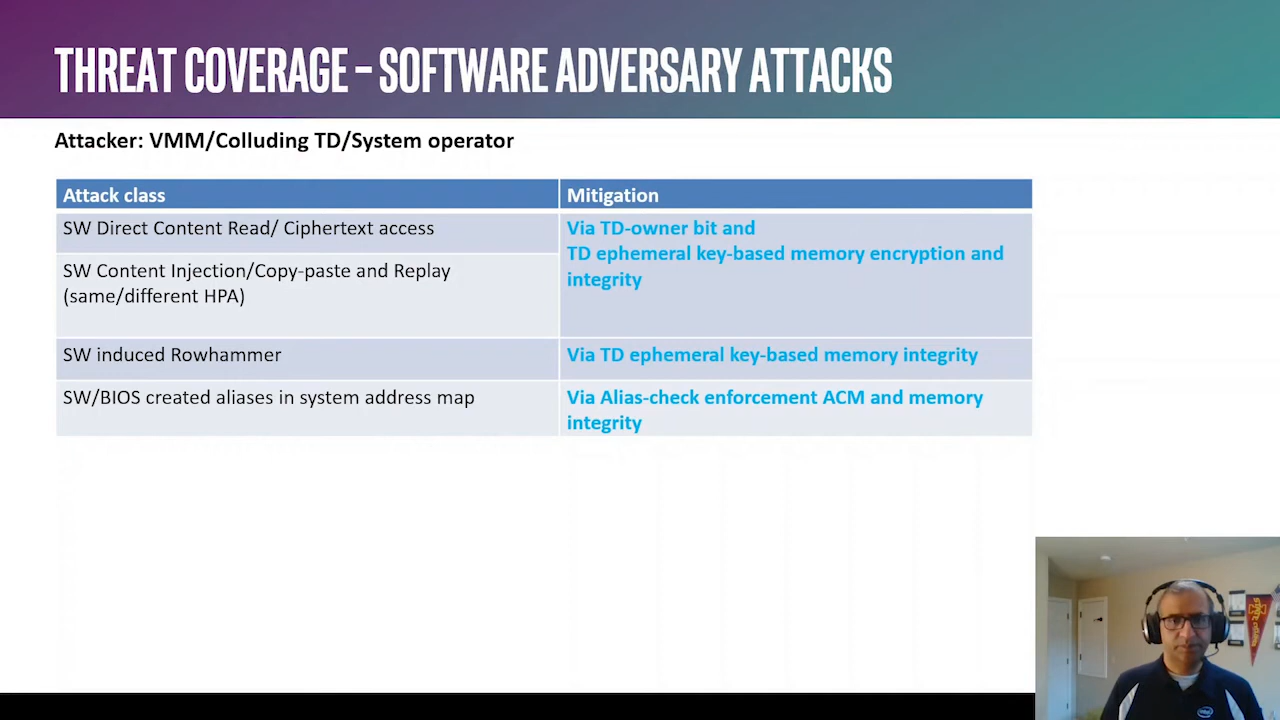 THREAT COVERAGE – SOFTWARE ADVERSARY ATTACKS
Attacker: VMM/Colluding TD/System operator
Attack class
Mitigation
SW Direct Content Read/ Ciphertext access
Via TD-owner bit and
TD ephemeral key-based memory encryption and
integrity
SW Content Injection/Copy-paste and Replay
(same/different HPA)
SW induced Rowhammer
Via TD ephemeral key-based memory integrity
SW/BIOS created aliases in system address map
Via Alias-check enforcement ACM and memory
integrity
intel